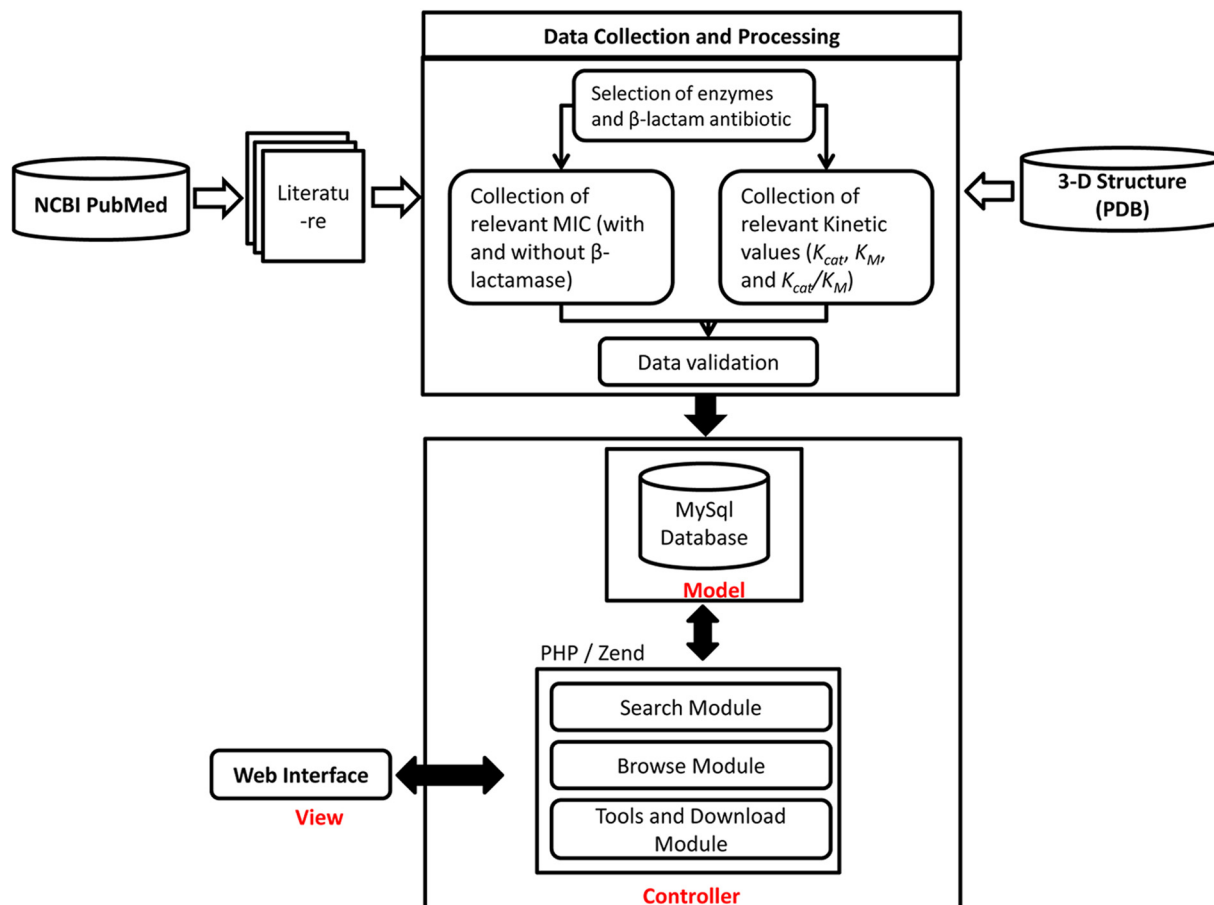 Data Collection and Processing
Selection of enzymes
and β-lactam antibiotic
NCBI PubMed
Literatu
-re
Collection of
relevant MIC (with
and without β-
lactamase)
Collection of
relevant Kinetic
values (Kcat, KM,
and Kcat/KM)
3-D Structure
(PDB)
Data validation
MySql
Database
Model
PHP / Zend
Search Module
Browse Module
Tools and Download
Module
Controller
Web Interface
View